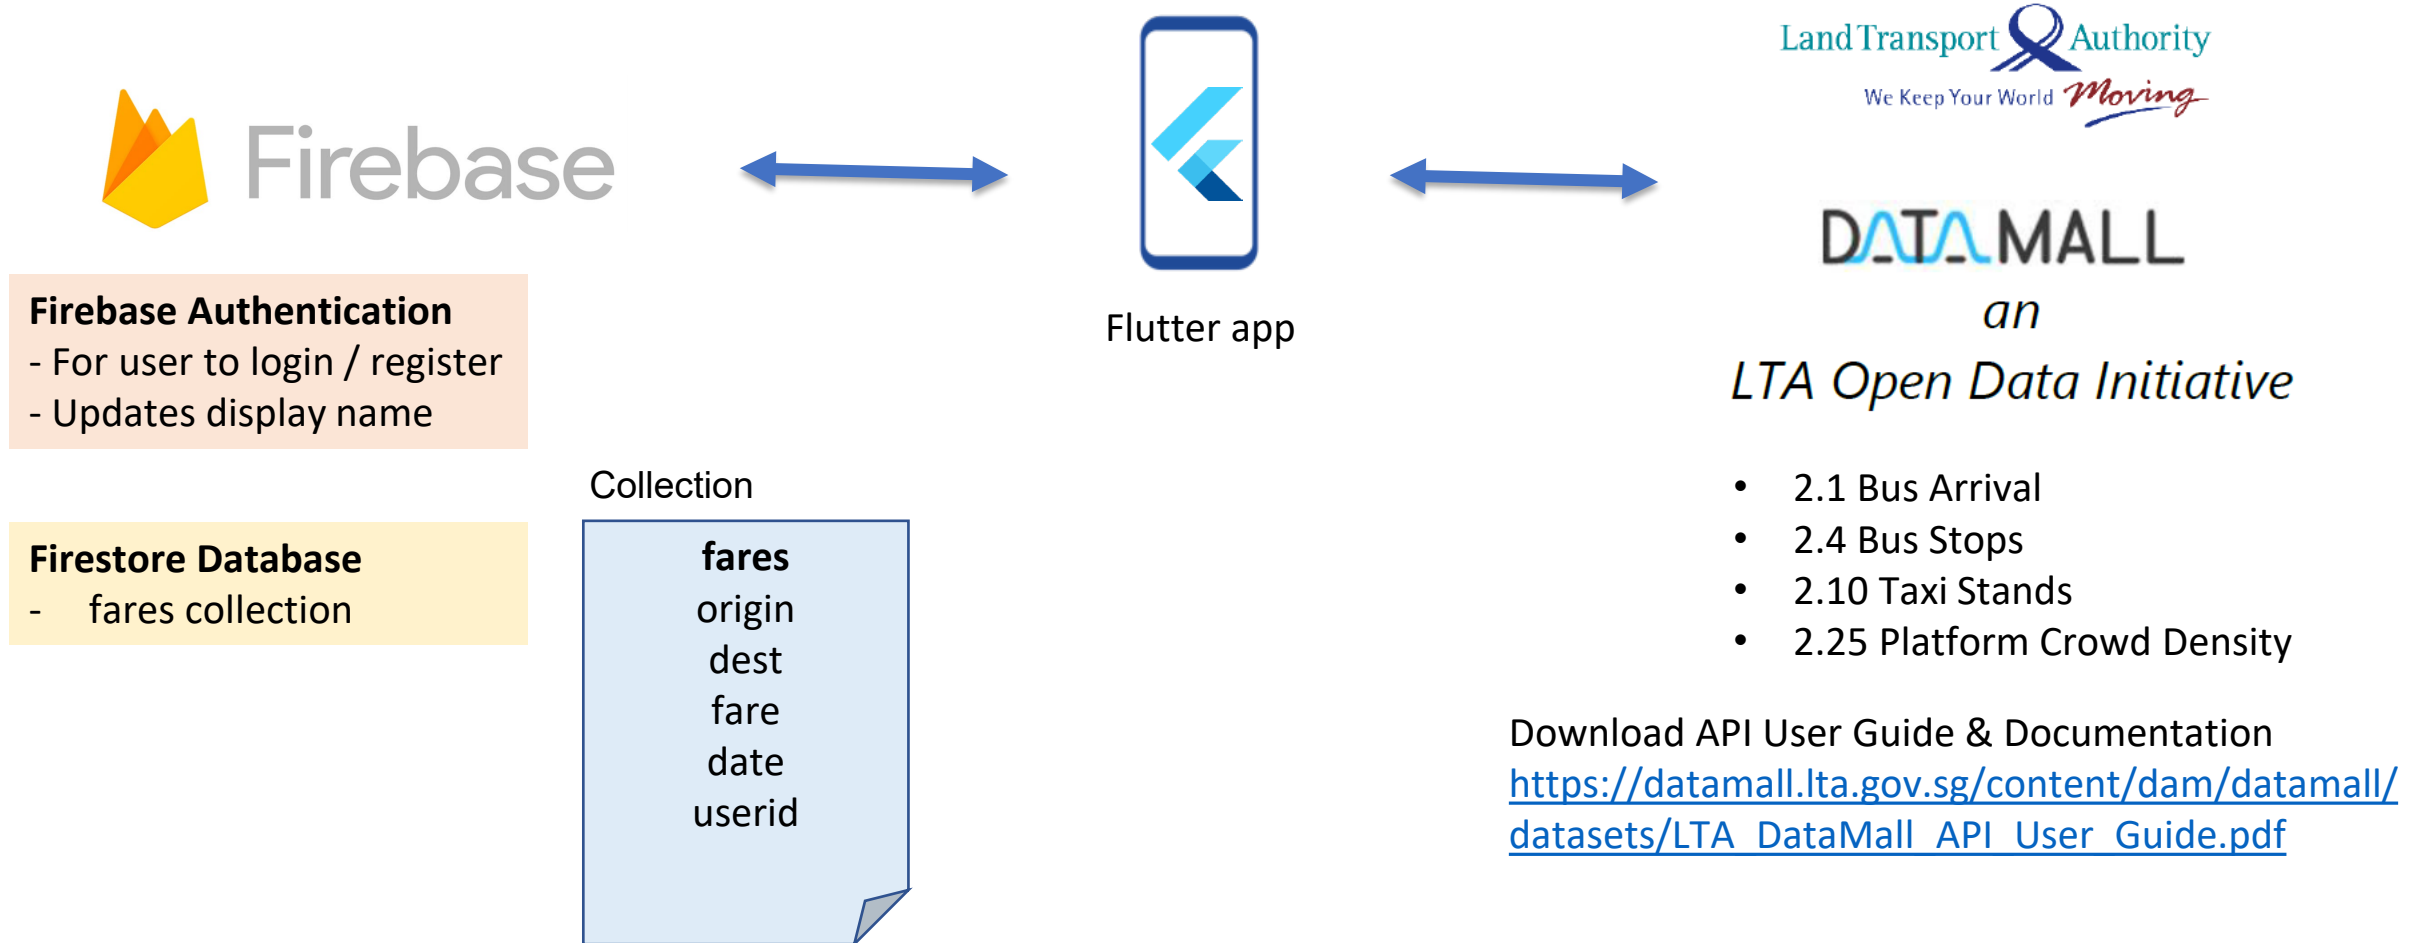 Firebase
Firebase Authentication
- For user to login / register
- Updates display name
Firestore Database
- fares collection
Collection
fares
origin
dest
fare
date
userid
Flutter app
Land Transport Authority
We Keep Your World Moving
DATA MALL
an
LTA Open Data Initiative
• 2.1 Bus Arrival
• 2.4 Bus Stops
• 2.10 Taxi Stands
• 2.25 Platform Crowd Density
Download API User Guide & Documentation
https://datamall.lta.gov.sg/content/dam/datamall/
datasets/LTA_DataMall_API_User_Guide.pdf